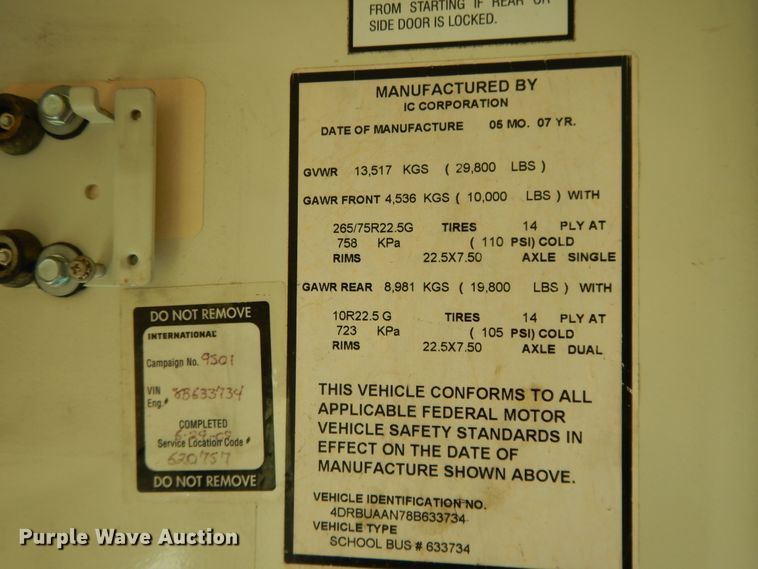 FROM STARTING IF REAR OR
SIDE DOOR IS LOCKED.
MANUFACTURED BY
IC CORPORATION
DATE OF MANUFACTURE 05 MO. 07 YR.
GVWR 13,517 KGS ( 29,800 LBS )
GAWR FRONT 4,536 KGS ( 10,000 LBS ) WITH
265/75R22.5G TIRES 14 PLY AT
758 KPa ( 110 PSI) COLD
RIMS 22.5X7.50 AXLE SINGLE
GAWR REAR 8,981 KGS ( 19,800 LBS ) WITH
10R22.5 G TIRES 14 PLY AT
723 KPa ( 105 PSI) COLD
RIMS 22.5X7.50 AXLE DUAL
THIS VEHICLE CONFORMS TO ALL
APPLICABLE FEDERAL MOTOR
VEHICLE SAFETY STANDARDS IN
EFFECT ON THE DATE OF
MANUFACTURE SHOWN ABOVE.
VEHICLE IDENTIFICATION NO.
4DRBUAAN78B633734
VEHICLE TYPE
SCHOOL BUS # 633734
DO NOT REMOVE
INTERNATIONAL
Campaign No. 9501
VIN 8B633734
Eng.#
COMPLETED
Service Location Code #
620757
DO NOT REMOVE
Purple Wave Auction